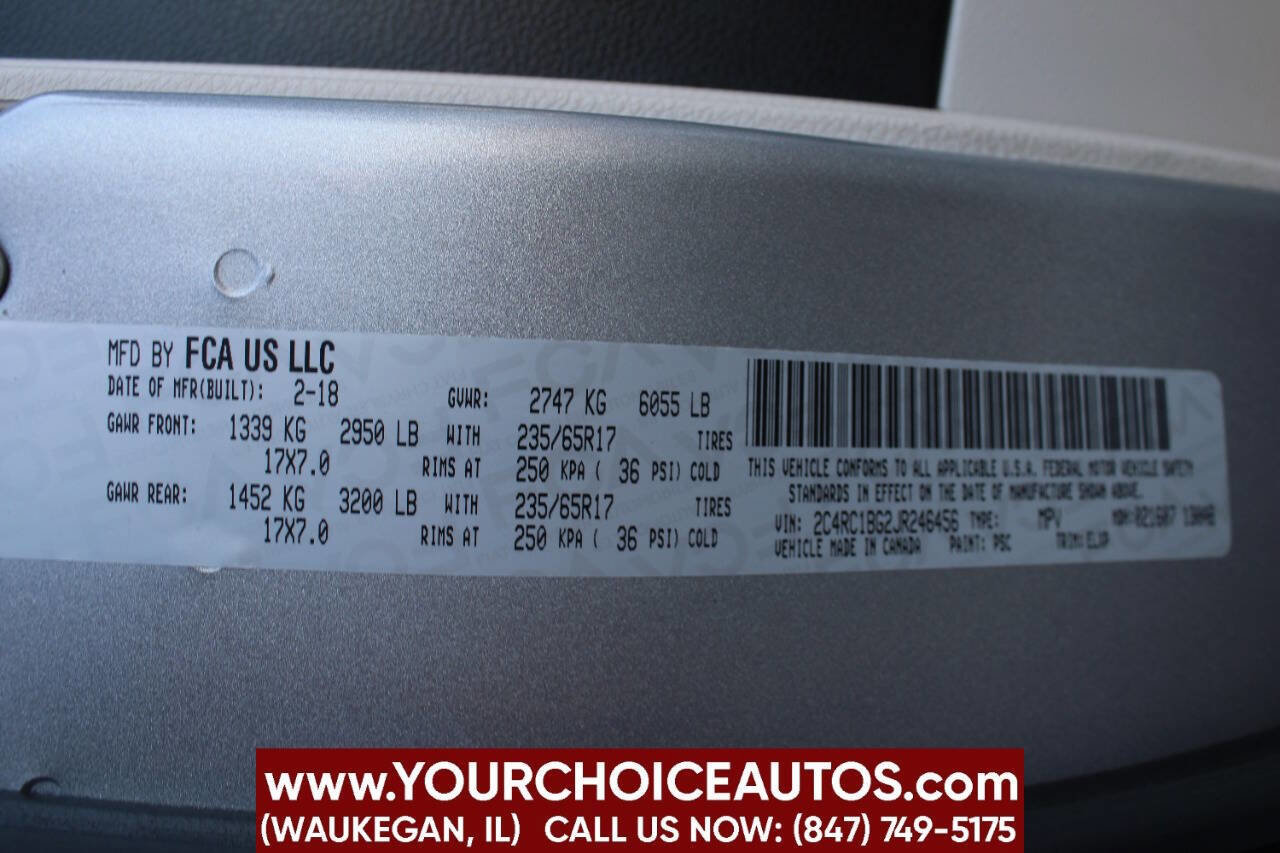 MFD BY FCA US LLC
DATE OF MFR(BUILT): 2-18 GVWR: 2747 KG 6055 LB
GAWR FRONT: 1339 KG 2950 LB WITH 235/65R17 TIRES
17X7.0 RIMS AT 250 KPA ( 36 PSI) COLD
GAWR REAR: 1452 KG 3200 LB WITH 235/65R17 TIRES
17X7.0 RIMS AT 250 KPA ( 36 PSI) COLD
THIS VEHICLE CONFORMS TO ALL APPLICABLE U.S.A. FEDERAL MOTOR VEHICLE SAFETY
STANDARDS IN EFFECT ON THE DATE OF MANUFACTURE SHOWN ABOVE.
VIN: 2C4RC1BG2JR246456 TYPE: MPV MDH:
VEHICLE MADE IN CANADA PAINT: PSC TRIM:
www.YOURCHOICEAUTOS.com
(WAUKEGAN, IL) CALL US NOW: (847) 749-5175